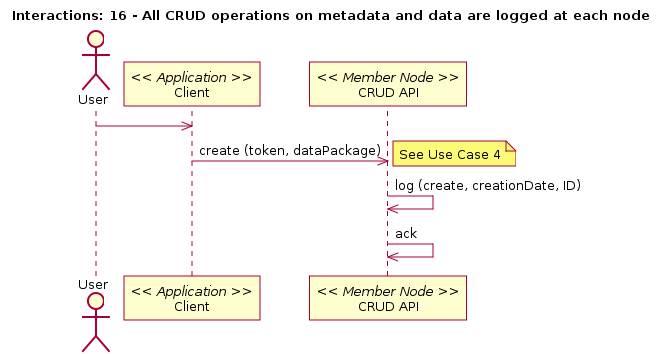 Interactions: 16 - All CRUD operations on metadata and data are logged at each node
User
<< Application >>
Client
<< Member Node >>
CRUD API
create (token, dataPackage)
See Use Case 4
log (create, creationDate, ID)
ack
User
<< Application >>
Client
<< Member Node >>
CRUD API